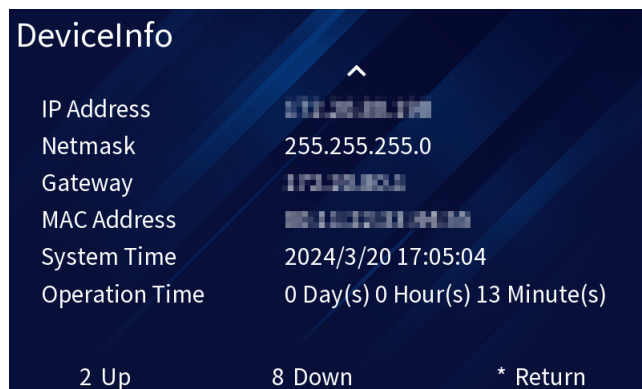 DeviceInfo
IP Address
Netmask 255.255.255.0
Gateway
MAC Address
System Time 2024/3/20 17:05:04
Operation Time 0 Day(s) 0 Hour(s) 13 Minute(s)
2 Up 8 Down * Return